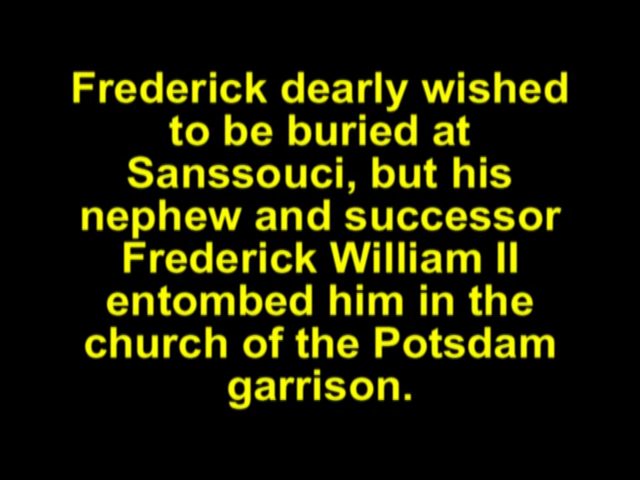 Frederick dearly wished
to be buried at
Sanssouci, but his
nephew and successor
Frederick William II
entombed him in the
church of the Potsdam
garrison.